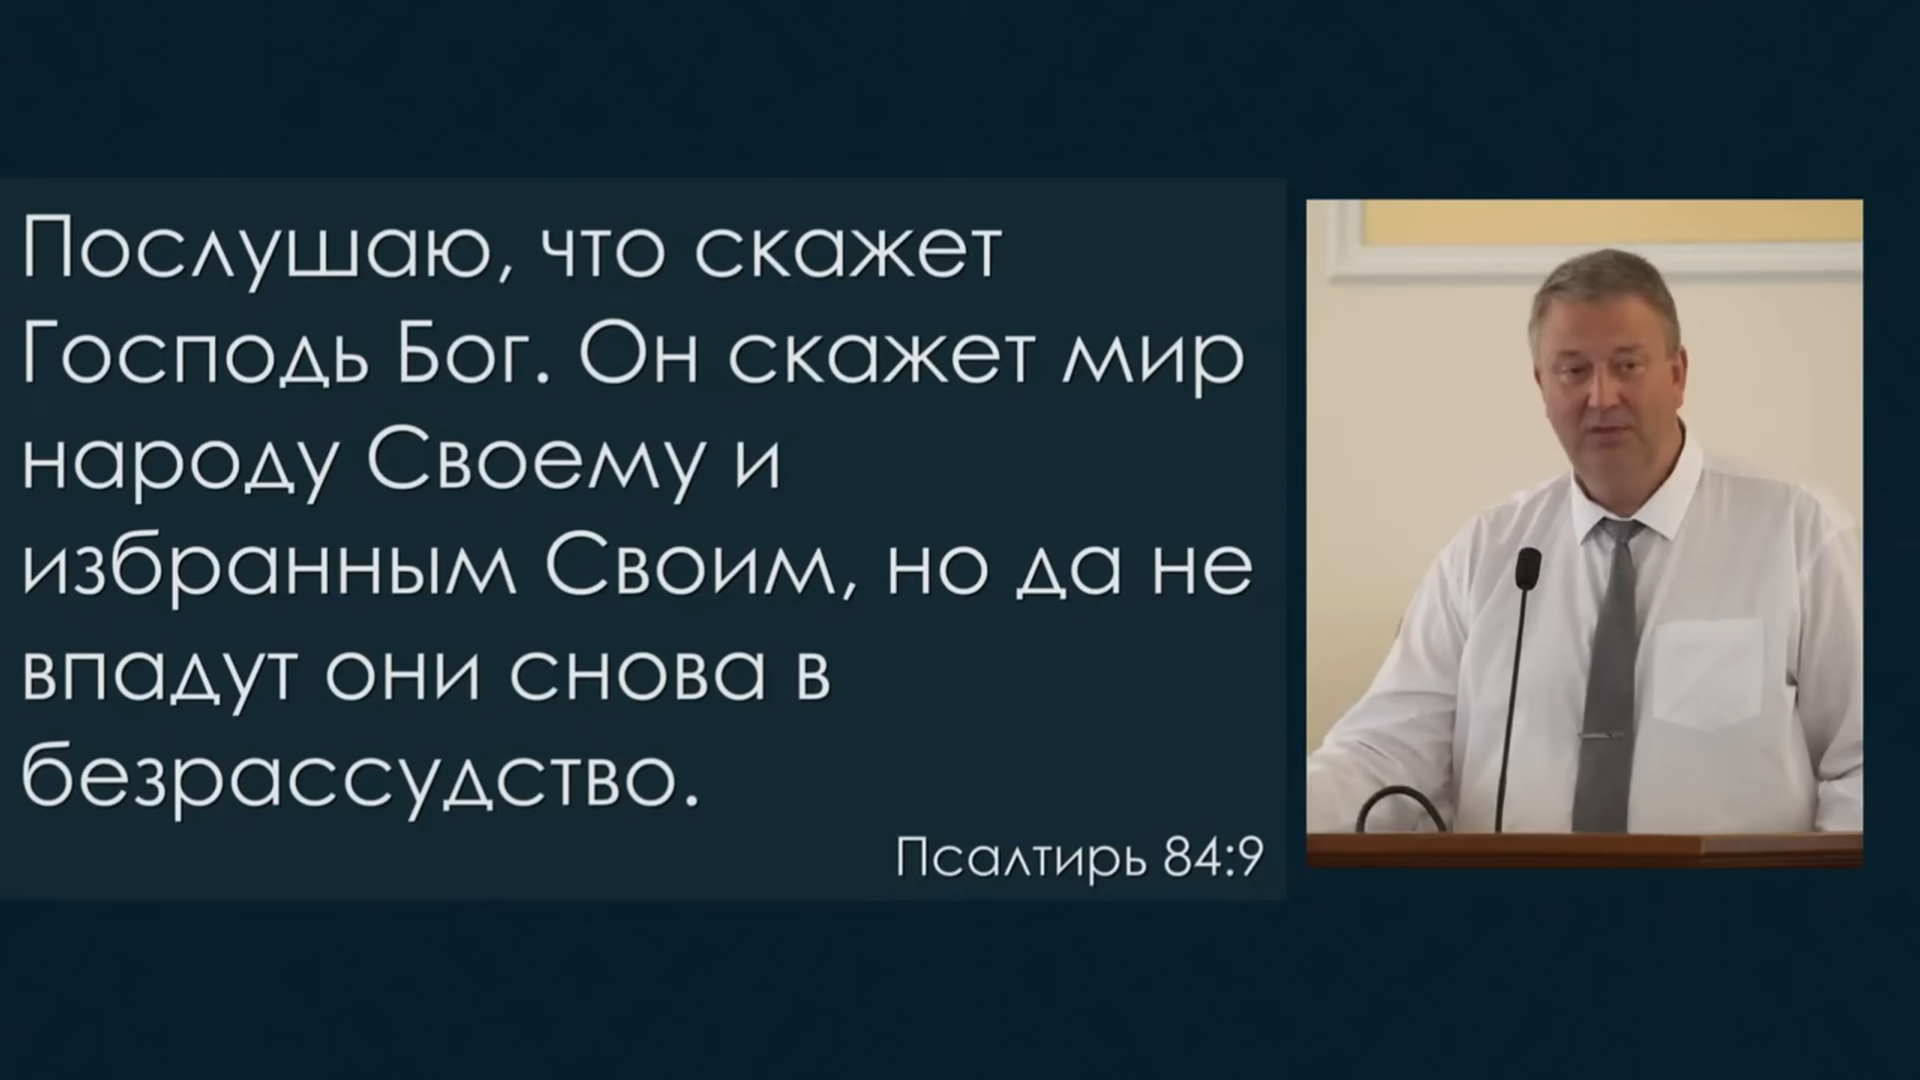 Послушаю, что скажет
Господь Бог. Он скажет мир
народу Своему и
избранным Своим, но да не
впадут они снова в
безрассудство.
Псалтирь 84:9